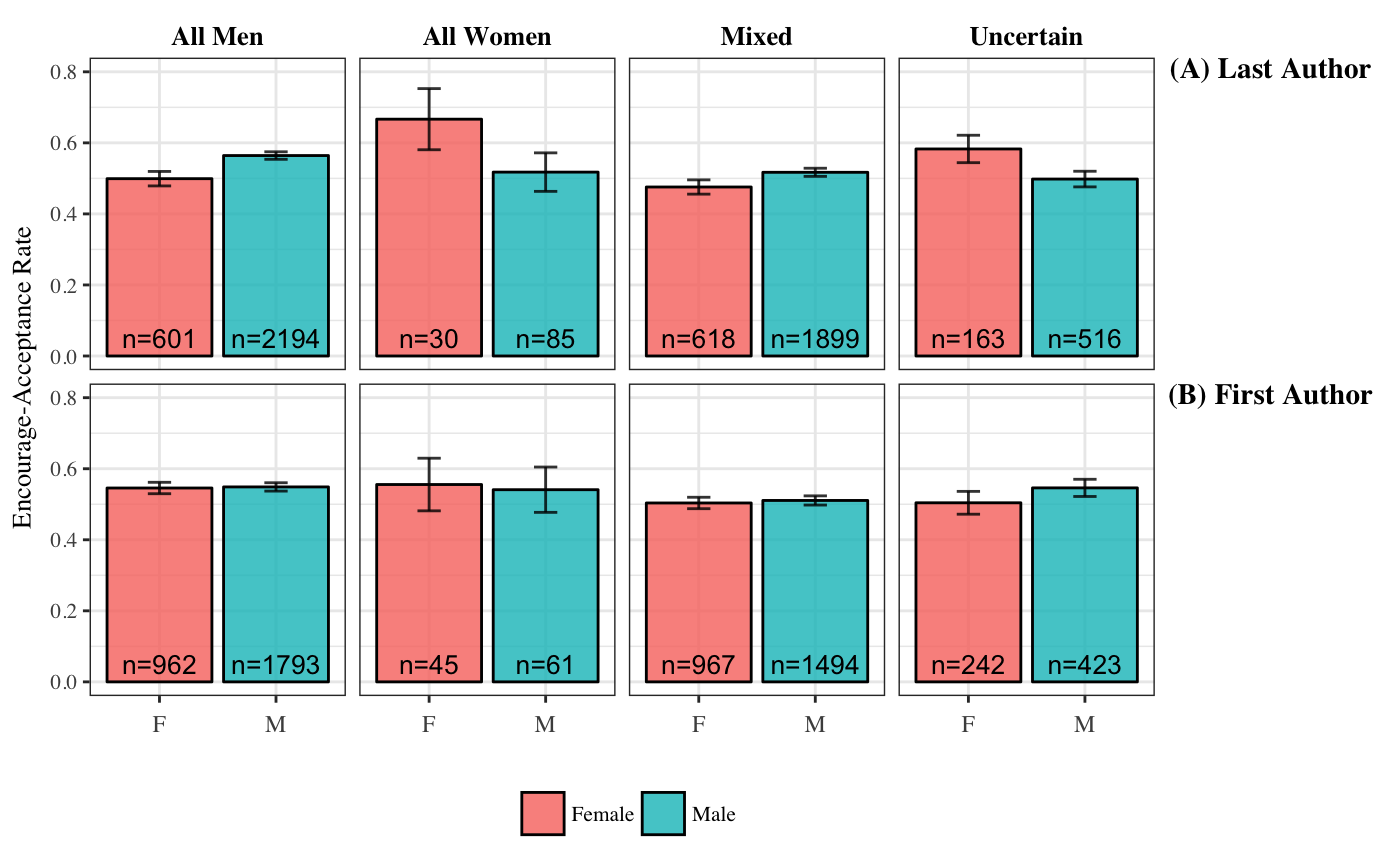 All Men All Women Mixed Uncertain
(A) Last Author
0.8
0.6
0.4
0.2
0.0
n=601 n=2194 n=30 n=85 n=618 n=1899 n=163 n=516
Encourage-Acceptance Rate
(B) First Author
0.8
0.6
0.4
0.2
0.0
n=962 n=1793 n=45 n=61 n=967 n=1494 n=242 n=423
F M F M F M F M
Female Male